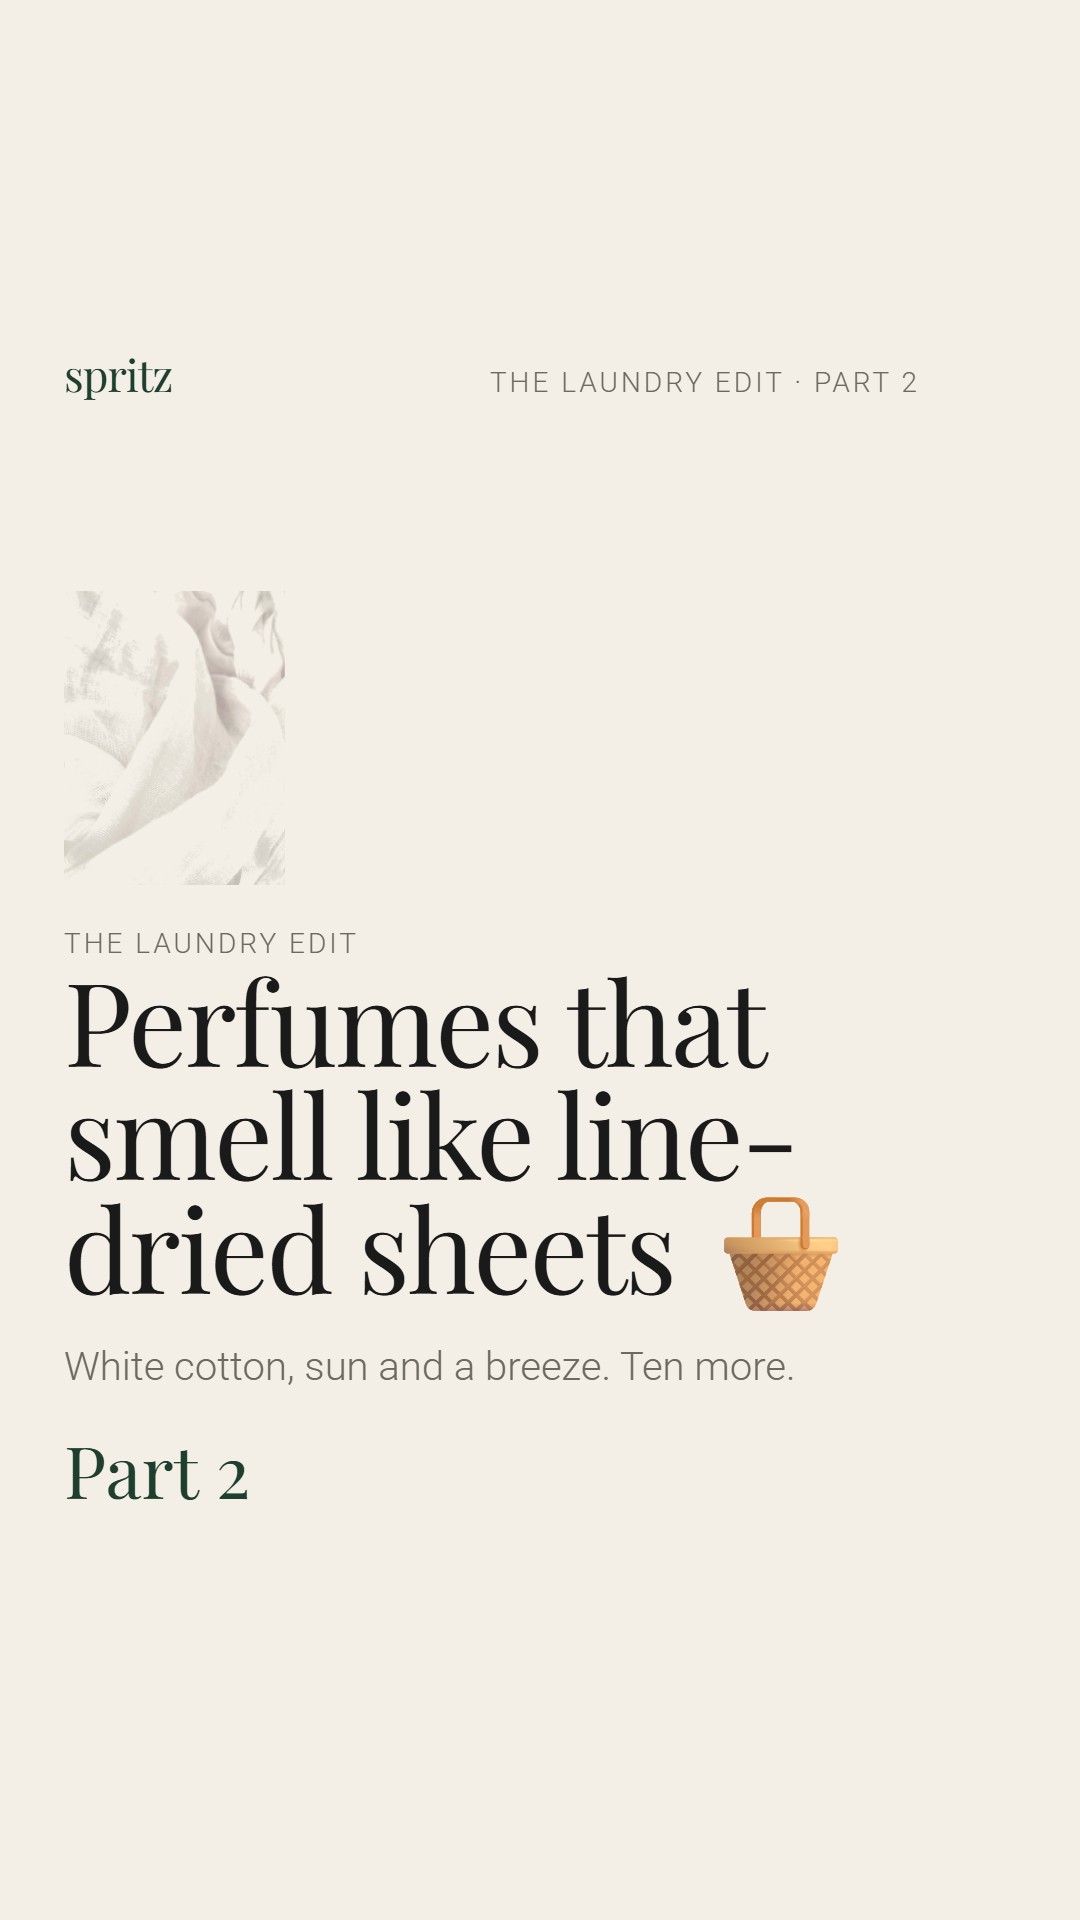 spritz
THE LAUNDRY EDIT · PART 2
THE LAUNDRY EDIT
Perfumes that
smell like line-
dried sheets
White cotton, sun and a breeze. Ten more.
Part 2